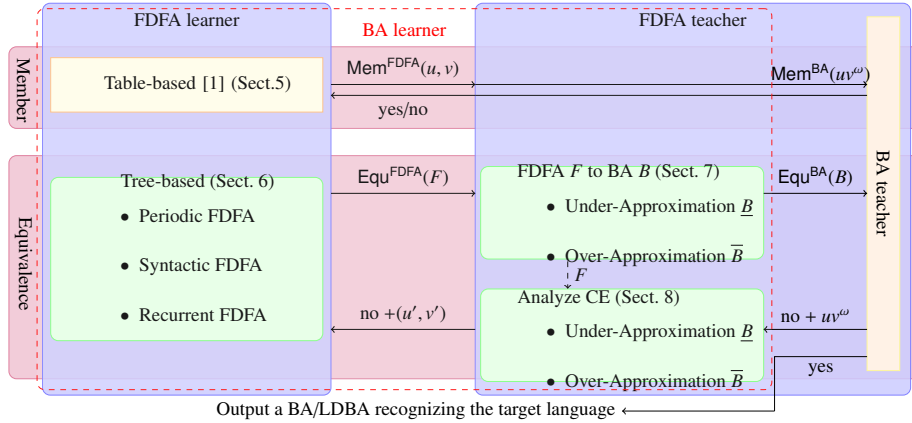 FDFA learner
BA learner
FDFA teacher
Member
Table-based [1] (Sect.5)
Mem^FDFA(u, v)
Mem^BA(uv^ω)
yes/no
BA teacher
Equivalence
Tree-based (Sect. 6)
• Periodic FDFA
• Syntactic FDFA
• Recurrent FDFA
Equ^FDFA(F)
FDFA F to BA B (Sect. 7)
• Under-Approximation B̲
• Over-Approximation B̅
Equ^BA(B)
F
Analyze CE (Sect. 8)
• Under-Approximation B̲
• Over-Approximation B̅
no +(u′, v′)
no + uv^ω
yes
Output a BA/LDBA recognizing the target language